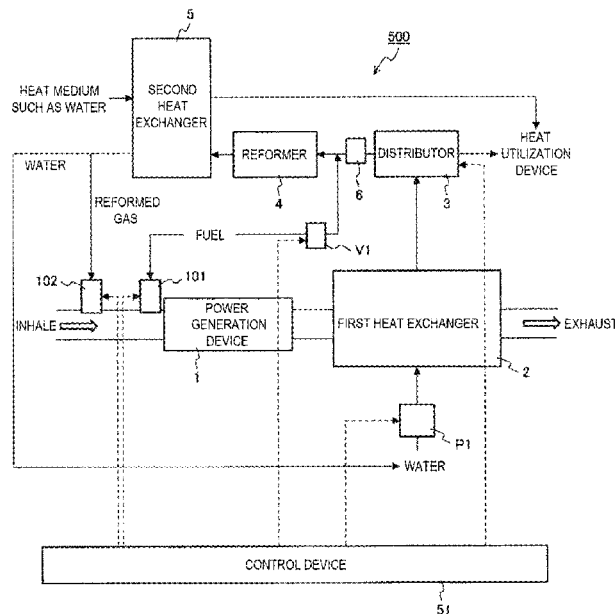 5
500
HEAT MEDIUM
SUCH AS WATER
SECOND
HEAT
EXCHANGER
REFORMER
DISTRIBUTOR
HEAT
UTILIZATION
DEVICE
WATER
4
6
3
REFORMED
GAS
FUEL
V1
102
101
INHALE
POWER
GENERATION
DEVICE
FIRST HEAT EXCHANGER
EXHAUST
1
2
P1
WATER
CONTROL DEVICE
51